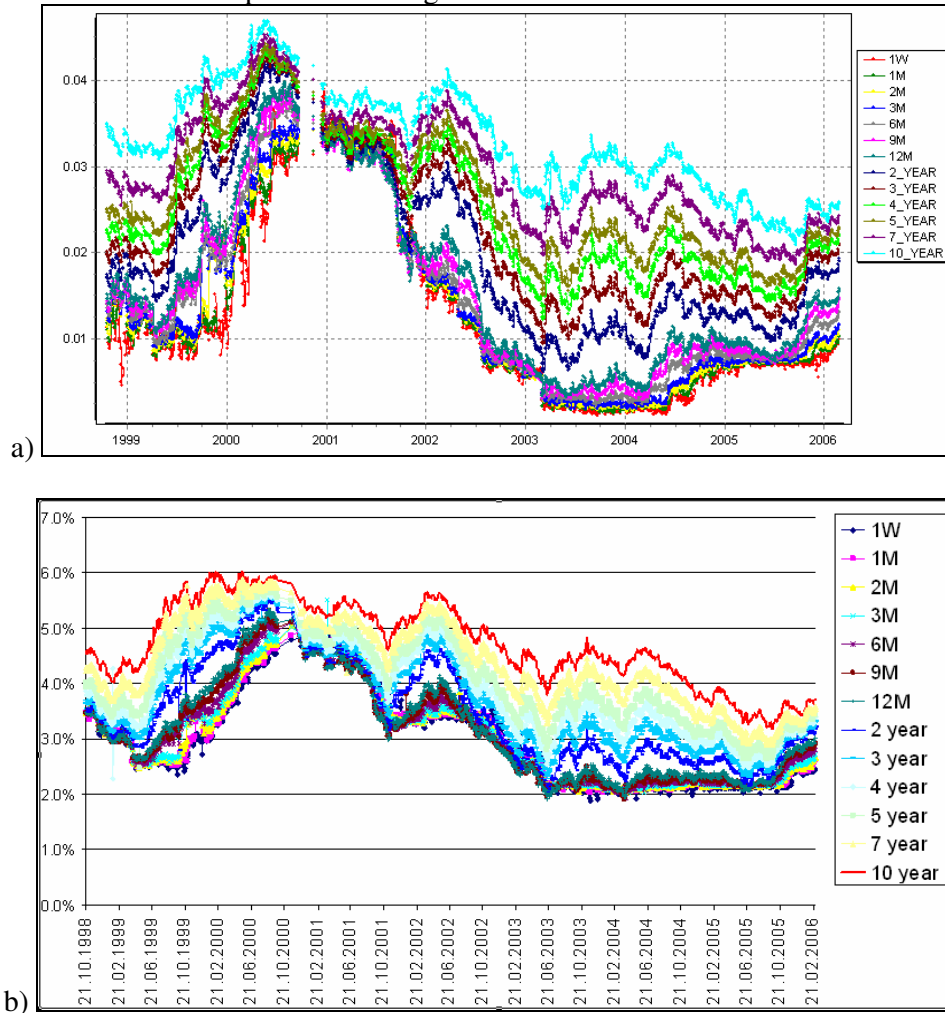 0.04
0.03
0.02
0.01
1999 2000 2001 2002 2003 2004 2005 2006
1W
1M
2M
3M
6M
9M
12M
2_YEAR
3_YEAR
4_YEAR
5_YEAR
7_YEAR
10_YEAR
a)
7.0%
6.0%
5.0%
4.0%
3.0%
2.0%
1.0%
0.0%
21.10.1998
21.02.1999
21.06.1999
21.10.1999
21.02.2000
21.06.2000
21.10.2000
21.02.2001
21.06.2001
21.10.2001
21.02.2002
21.06.2002
21.10.2002
21.02.2003
21.06.2003
21.10.2003
21.02.2004
21.06.2004
21.10.2004
21.02.2005
21.06.2005
21.10.2005
21.02.2006
1W
1M
2M
3M
6M
9M
12M
2 year
3 year
4 year
5 year
7 year
10 year
b)